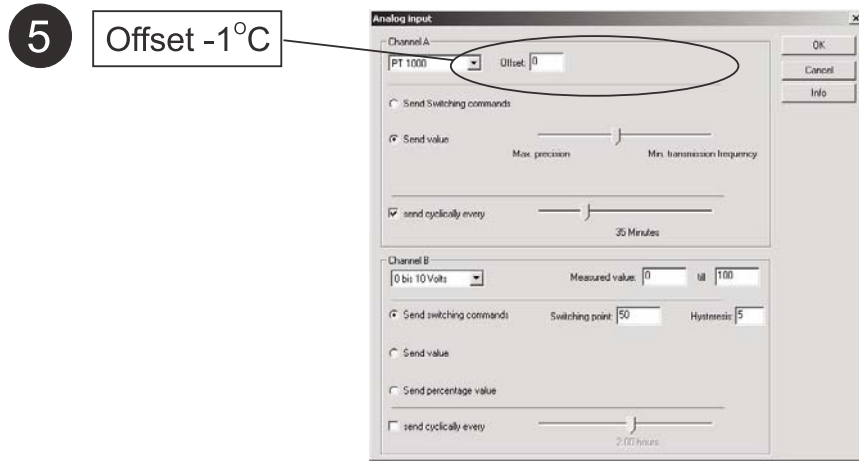 5
Offset -1°C
Analog input
Channel A
PT 1000 Offset: 0
Send Switching commands
Send value
Max. precision Min. transmission frequency
send cyclically every
35 Minutes
OK
Cancel
Info
Channel B
0 bis 10 Volts Measured value: 0 till 100
Send switching commands Switching point: 50 Hysteresis: 5
Send value
Send percentage value
send cyclically every
2:00 hours